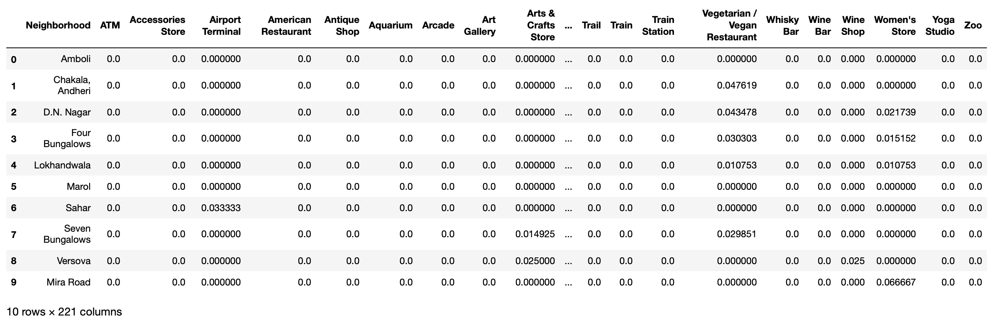 Neighborhood ATM Accessories Store Airport Terminal American Restaurant Antique Shop Aquarium Arcade Art Gallery Arts & Crafts Store ... Trail Train Train Station Vegetarian / Vegan Restaurant Whisky Bar Wine Bar Wine Shop Women's Store Yoga Studio Zoo
0 Amboli 0.0 0.0 0.000000 0.0 0.0 0.0 0.0 0.0 0.000000 ... 0.0 0.0 0.0 0.000000 0.0 0.0 0.000 0.000000 0.0 0.0
1 Chakala, Andheri 0.0 0.0 0.000000 0.0 0.0 0.0 0.0 0.0 0.000000 ... 0.0 0.0 0.0 0.047619 0.0 0.0 0.000 0.000000 0.0 0.0
2 D.N. Nagar 0.0 0.0 0.000000 0.0 0.0 0.0 0.0 0.0 0.000000 ... 0.0 0.0 0.0 0.043478 0.0 0.0 0.000 0.021739 0.0 0.0
3 Four Bungalows 0.0 0.0 0.000000 0.0 0.0 0.0 0.0 0.0 0.000000 ... 0.0 0.0 0.0 0.030303 0.0 0.0 0.000 0.015152 0.0 0.0
4 Lokhandwala 0.0 0.0 0.000000 0.0 0.0 0.0 0.0 0.0 0.000000 ... 0.0 0.0 0.0 0.010753 0.0 0.0 0.000 0.010753 0.0 0.0
5 Marol 0.0 0.0 0.000000 0.0 0.0 0.0 0.0 0.0 0.000000 ... 0.0 0.0 0.0 0.000000 0.0 0.0 0.000 0.000000 0.0 0.0
6 Sahar 0.0 0.0 0.033333 0.0 0.0 0.0 0.0 0.0 0.000000 ... 0.0 0.0 0.0 0.000000 0.0 0.0 0.000 0.000000 0.0 0.0
7 Seven Bungalows 0.0 0.0 0.000000 0.0 0.0 0.0 0.0 0.0 0.014925 ... 0.0 0.0 0.0 0.029851 0.0 0.0 0.000 0.000000 0.0 0.0
8 Versova 0.0 0.0 0.000000 0.0 0.0 0.0 0.0 0.0 0.025000 ... 0.0 0.0 0.0 0.000000 0.0 0.0 0.025 0.000000 0.0 0.0
9 Mira Road 0.0 0.0 0.000000 0.0 0.0 0.0 0.0 0.0 0.000000 ... 0.0 0.0 0.0 0.000000 0.0 0.0 0.000 0.066667 0.0 0.0
10 rows × 221 columns